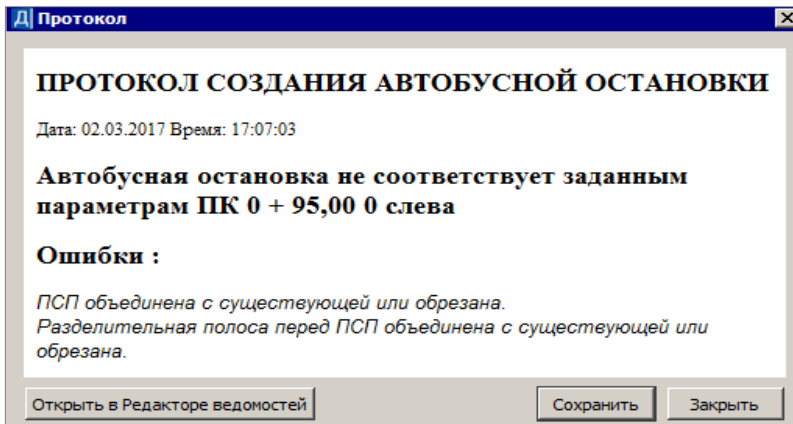 Д Протокол
ПРОТОКОЛ СОЗДАНИЯ АВТОБУСНОЙ ОСТАНОВКИ
Дата: 02.03.2017 Время: 17:07:03
Автобусная остановка не соответствует заданным
параметрам ПК 0 + 95,00 0 слева
Ошибки :
ПСП объединена с существующей или обрезана.
Разделительная полоса перед ПСП объединена с существующей или
обрезана.
Открыть в Редакторе ведомостей Сохранить Закрыть